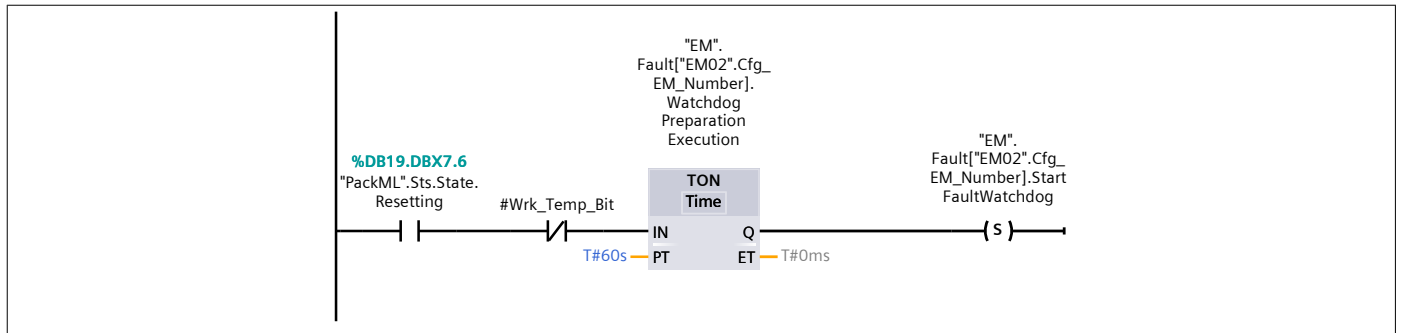 "EM".
Fault["EM02".Cfg_
EM_Number].
Watchdog
Preparation
Execution
"EM".
Fault["EM02".Cfg_
EM_Number].Start
FaultWatchdog
%DB19.DBX7.6
"PackML".Sts.State.
Resetting
#Wrk_Temp_Bit
TON
Time
S
IN
Q
T#60s
PT
ET
T#0ms